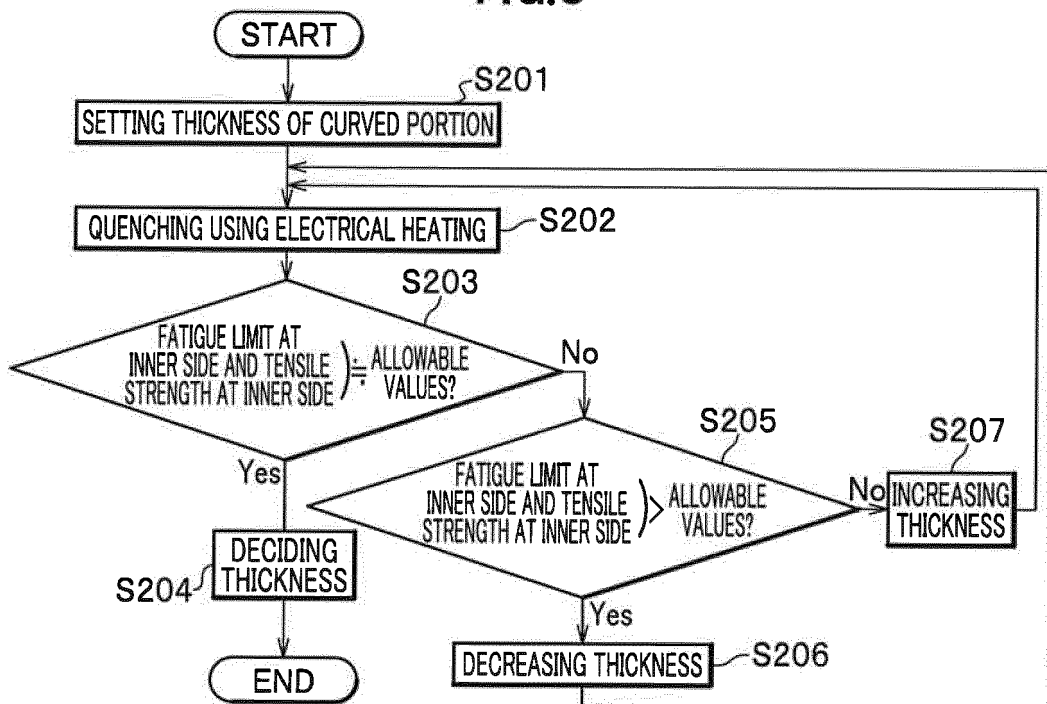 START
S201
SETTING THICKNESS OF CURVED PORTION
QUENCHING USING ELECTRICAL HEATING
S202
S203
FATIGUE LIMIT AT
INNER SIDE AND TENSILE
STRENGTH AT INNER SIDE
) ≒ ALLOWABLE
VALUES?
No
Yes
S205
FATIGUE LIMIT AT
INNER SIDE AND TENSILE
STRENGTH AT INNER SIDE
) > ALLOWABLE
VALUES?
No
S207
INCREASING
THICKNESS
DECIDING
THICKNESS
S204
Yes
DECREASING THICKNESS
S206
END